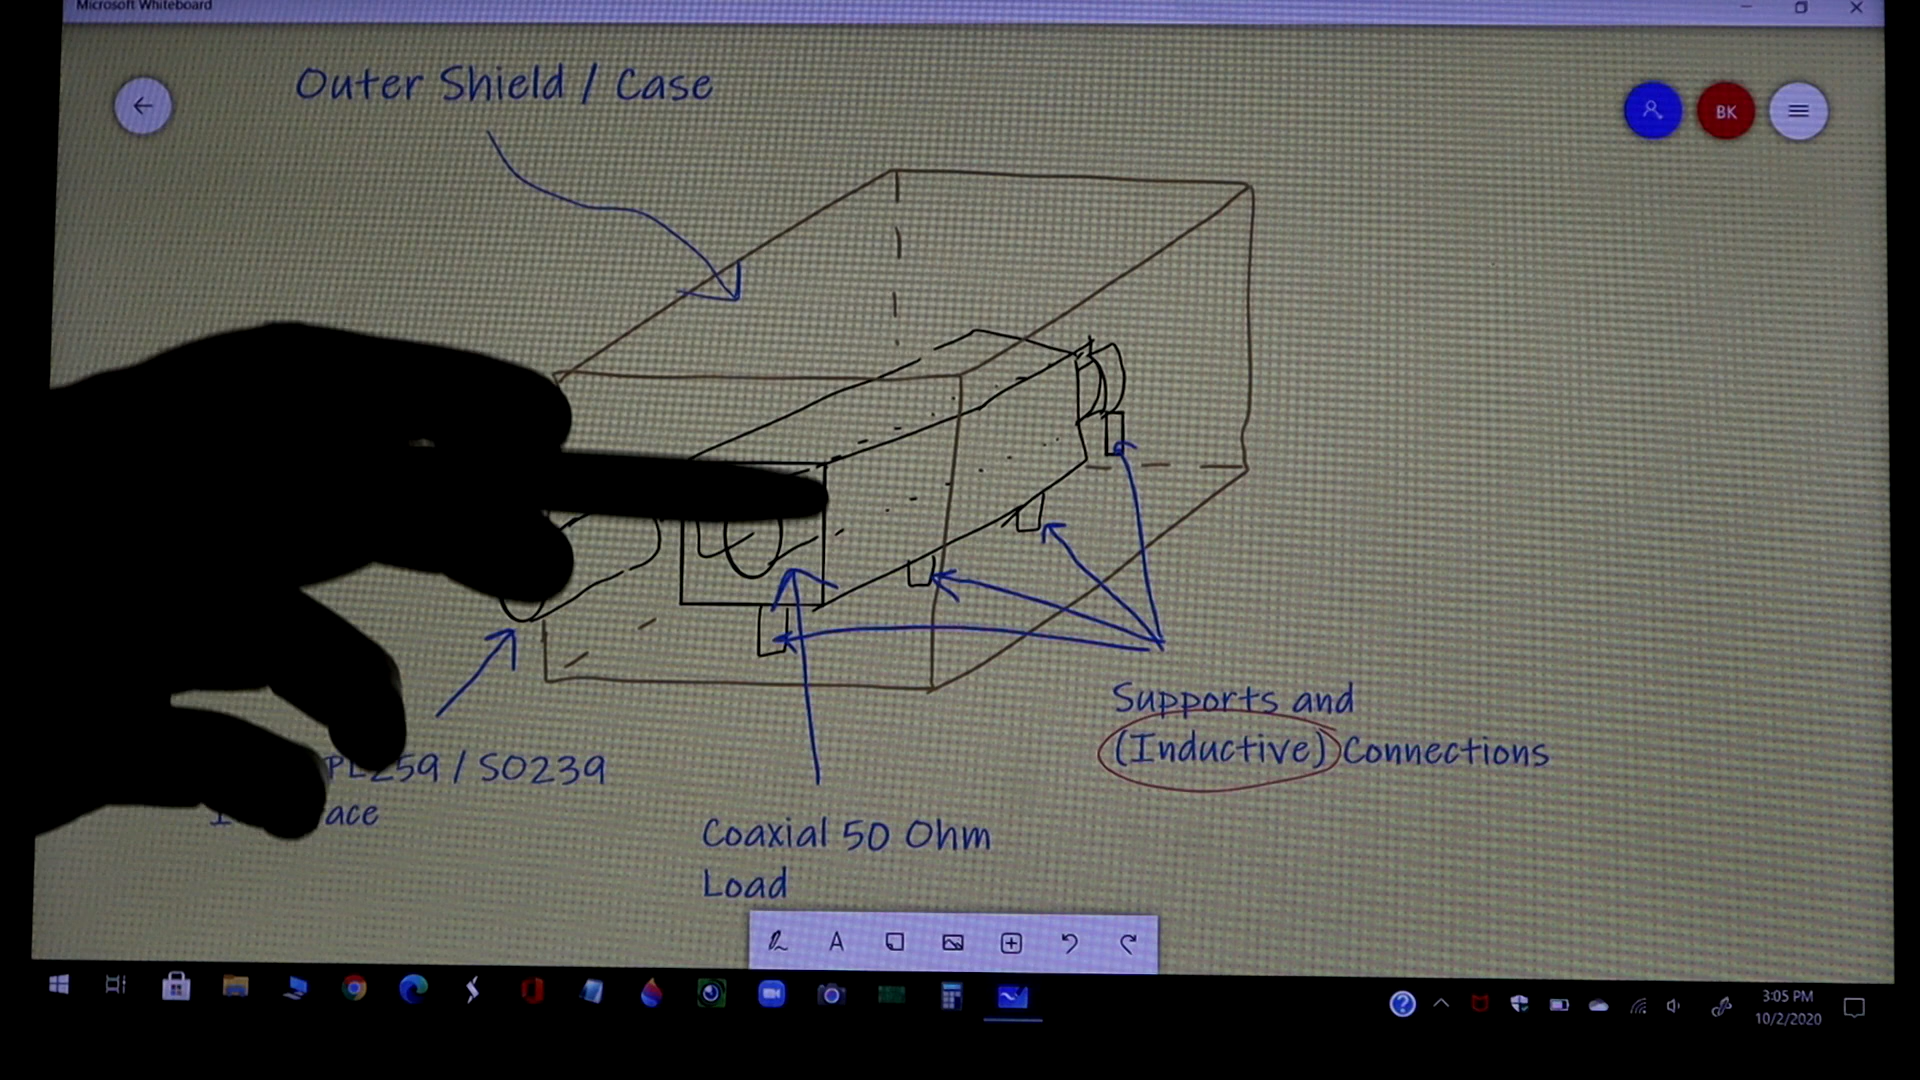 Microsoft Whiteboard
Outer Shield / Case
BK
Supports and
(Inductive) Connections
PL259 / SO239
ace
Coaxial 50 Ohm
Load
A
3:05 PM
10/2/2020